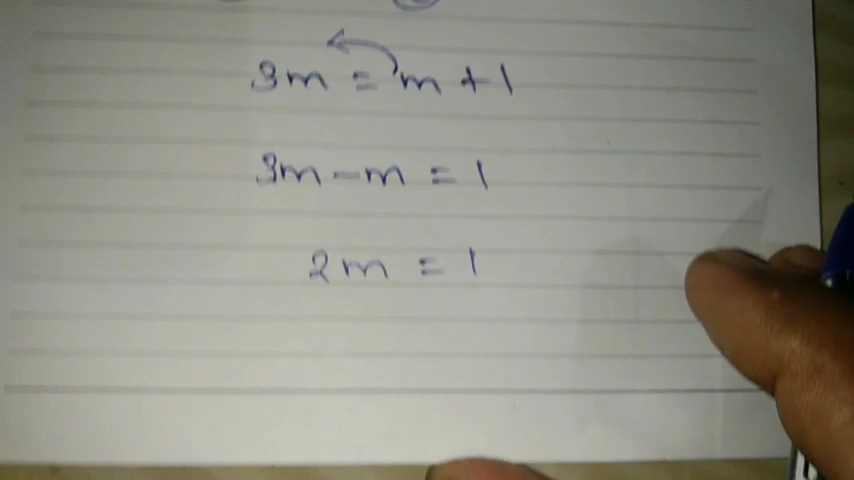 3m = m + 1
3m - m = 1
2m = 1